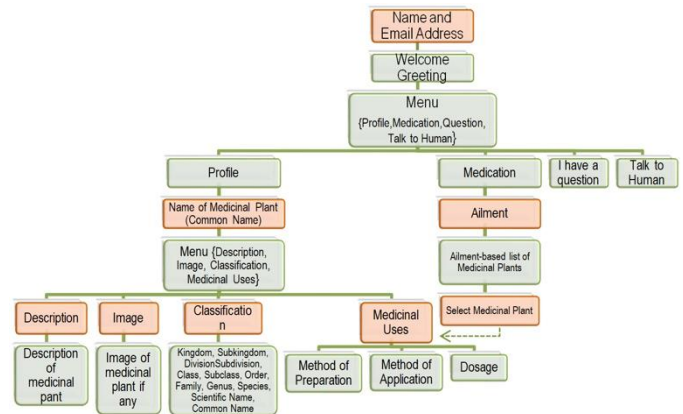 Name and
Email Address
Welcome
Greeting
Menu
{Profile,Medication,Question,
Talk to Human}
Profile
Medication
I have a
question
Talk to
Human
Name of Medicinal Plant
(Common Name)
Ailment
Menu {Description,
Image, Classification,
Medicinal Uses}
Ailment-based list of
Medicinal Plants
Select Medicinal Plant
Description
Image
Classificatio
n
Medicinal
Uses
Description
of
medicinal
pant
Image of
medicinal
plant if
any
Kingdom, Subkingdom,
DivisionSubdivision,
Class, Subclass, Order,
Family, Genus, Species,
Scientific Name,
Common Name
Method of
Preparation
Method of
Application
Dosage